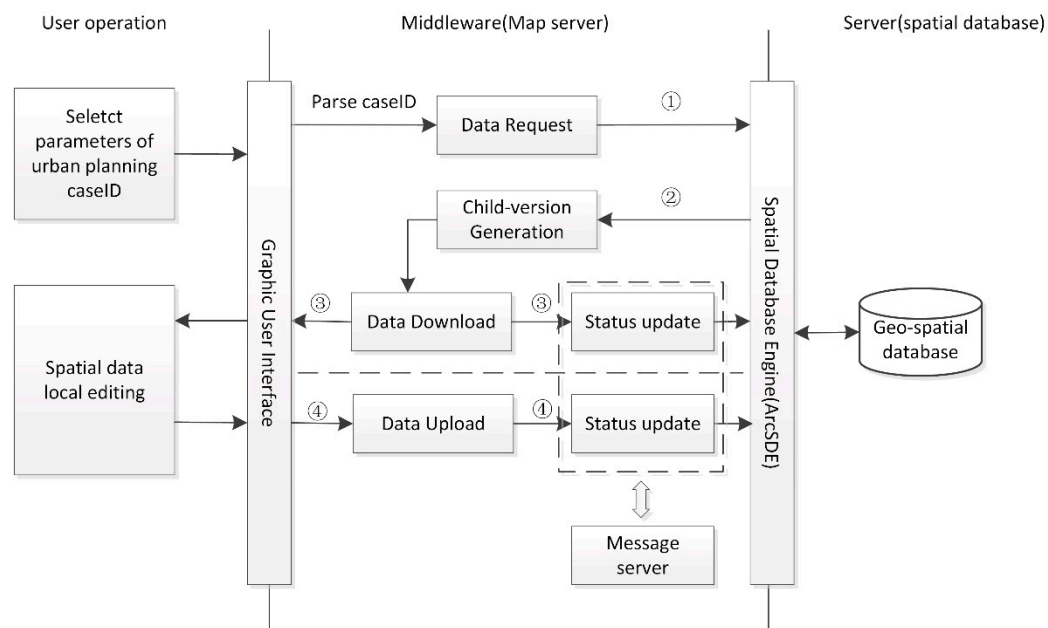 User operation
Middleware(Map server)
Server(spatial database)
Seletct
parameters of
urban planning
caseID
Parse caseID
Data Request
①
Child-version
Generation
②
Graphic User Interface
Spatial Database Engine(ArcSDE)
③
Data Download
③
Status update
Geo-spatial
database
Spatial data
local editing
④
Data Upload
④
Status update
Message
server